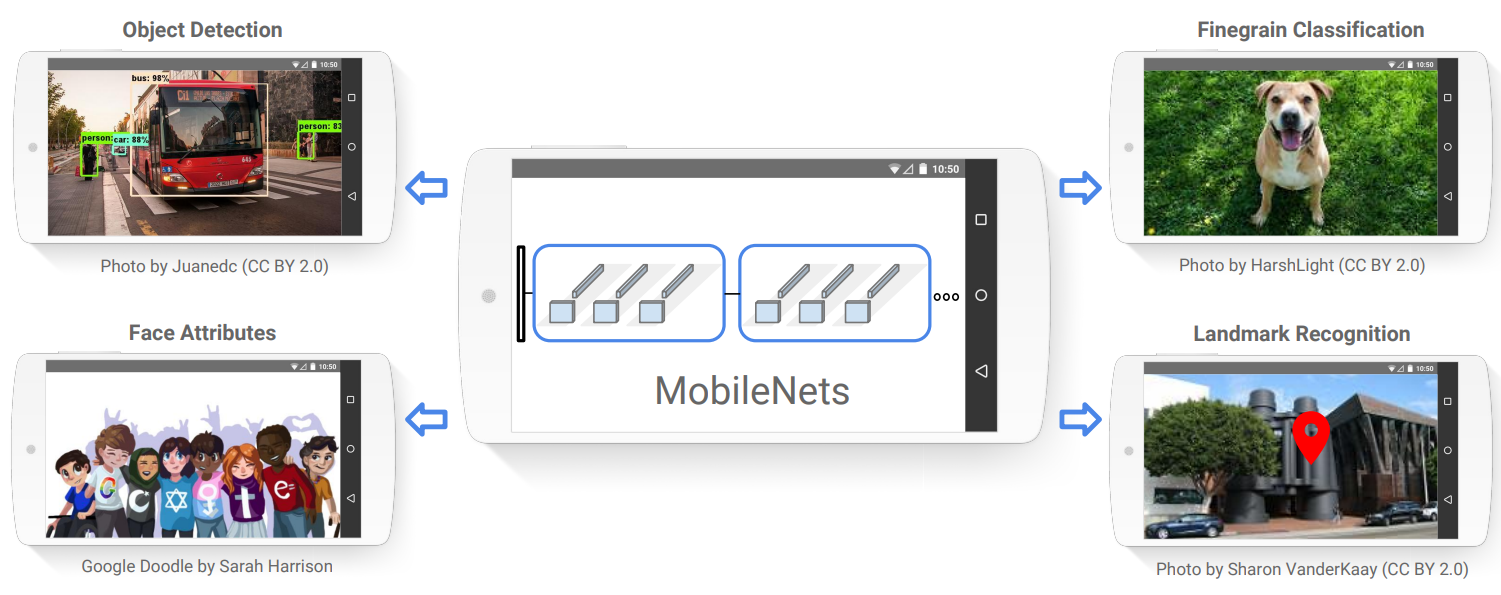 Object Detection
10:50
bus: 98%
person:
car: 88%
person: 83
646
Photo by Juanedc (CC BY 2.0)
Face Attributes
10:50
G
e=
Google Doodle by Sarah Harrison
10:50
MobileNets
Finegrain Classification
10:50
Photo by HarshLight (CC BY 2.0)
Landmark Recognition
10:50
Photo by Sharon VanderKaay (CC BY 2.0)